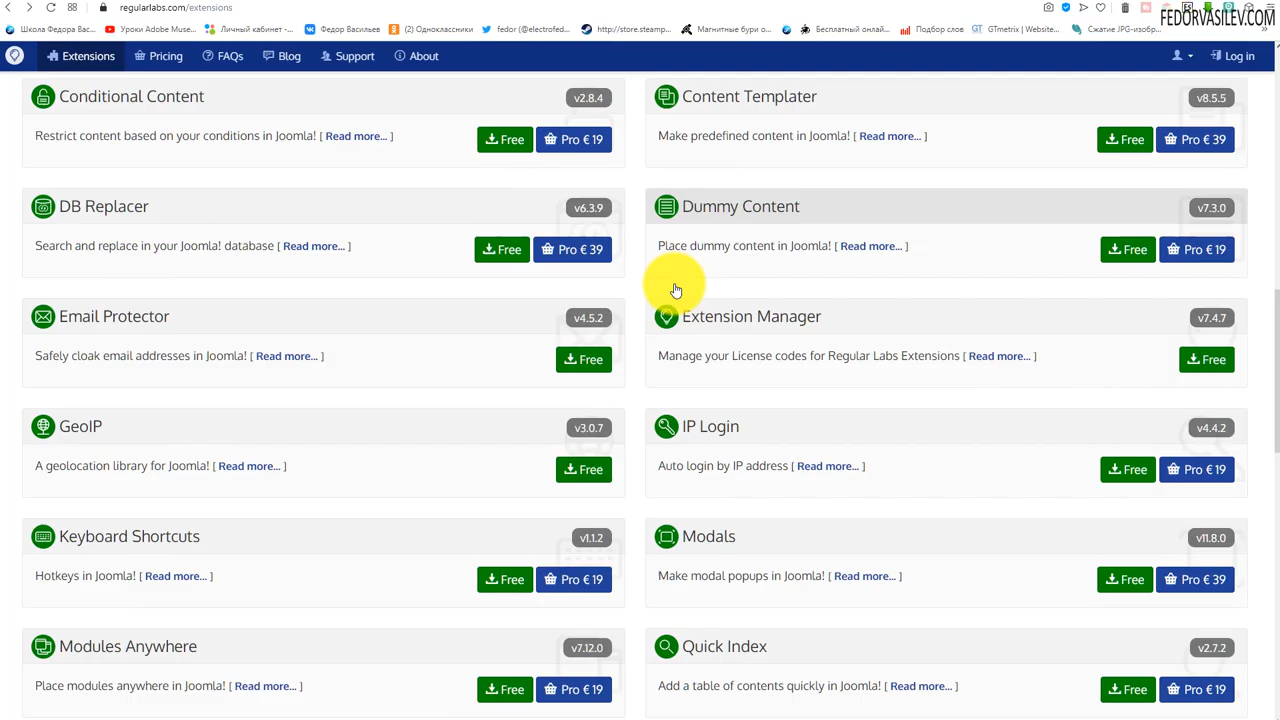 regularlabs.com/extensions
FEDORVASILEV.COM
Школа Федора Вас... Уроки Adobe Muse... Личный кабинет -... Федор Васильев (2) Одноклассники fedor (@electrofed... http://store.steamp... Магнитные бури о... Бесплатный онлай... Подбор слов GTmetrix | Website... Сжатие JPG-изобр...
Extensions Pricing FAQs Blog Support About Log in
Conditional Content v2.8.4
Restrict content based on your conditions in Joomla! [ Read more... ] Free Pro € 19
Content Templater v8.5.5
Make predefined content in Joomla! [ Read more... ] Free Pro € 39
DB Replacer v6.3.9
Search and replace in your Joomla! database [ Read more... ] Free Pro € 39
Dummy Content v7.3.0
Place dummy content in Joomla! [ Read more... ] Free Pro € 19
Email Protector v4.5.2
Safely cloak email addresses in Joomla! [ Read more... ] Free
Extension Manager v7.4.7
Manage your License codes for Regular Labs Extensions [ Read more... ] Free
GeoIP v3.0.7
A geolocation library for Joomla! [ Read more... ] Free
IP Login v4.4.2
Auto login by IP address [ Read more... ] Free Pro € 19
Keyboard Shortcuts v1.1.2
Hotkeys in Joomla! [ Read more... ] Free Pro € 19
Modals v11.8.0
Make modal popups in Joomla! [ Read more... ] Free Pro € 39
Modules Anywhere v7.12.0
Place modules anywhere in Joomla! [ Read more... ] Free Pro € 19
Quick Index v2.7.2
Add a table of contents quickly in Joomla! [ Read more... ] Free Pro € 19